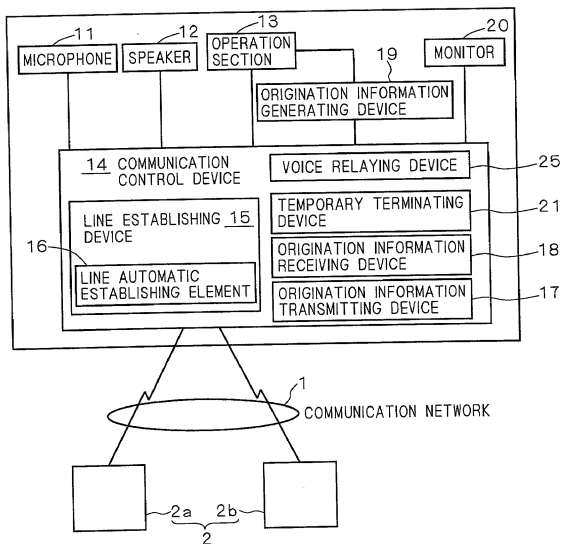 11
12
13
20
MICROPHONE
SPEAKER
OPERATION
SECTION
19
MONITOR
ORIGINATION INFORMATION
GENERATING DEVICE
14 COMMUNICATION
CONTROL DEVICE
VOICE RELAYING DEVICE
25
LINE ESTABLISHING 15
DEVICE
16
LINE AUTOMATIC
ESTABLISHING ELEMENT
TEMPORARY TERMINATING
DEVICE
21
ORIGINATION INFORMATION
RECEIVING DEVICE
18
ORIGINATION INFORMATION
TRANSMITTING DEVICE
17
1
COMMUNICATION NETWORK
2a 2b
2